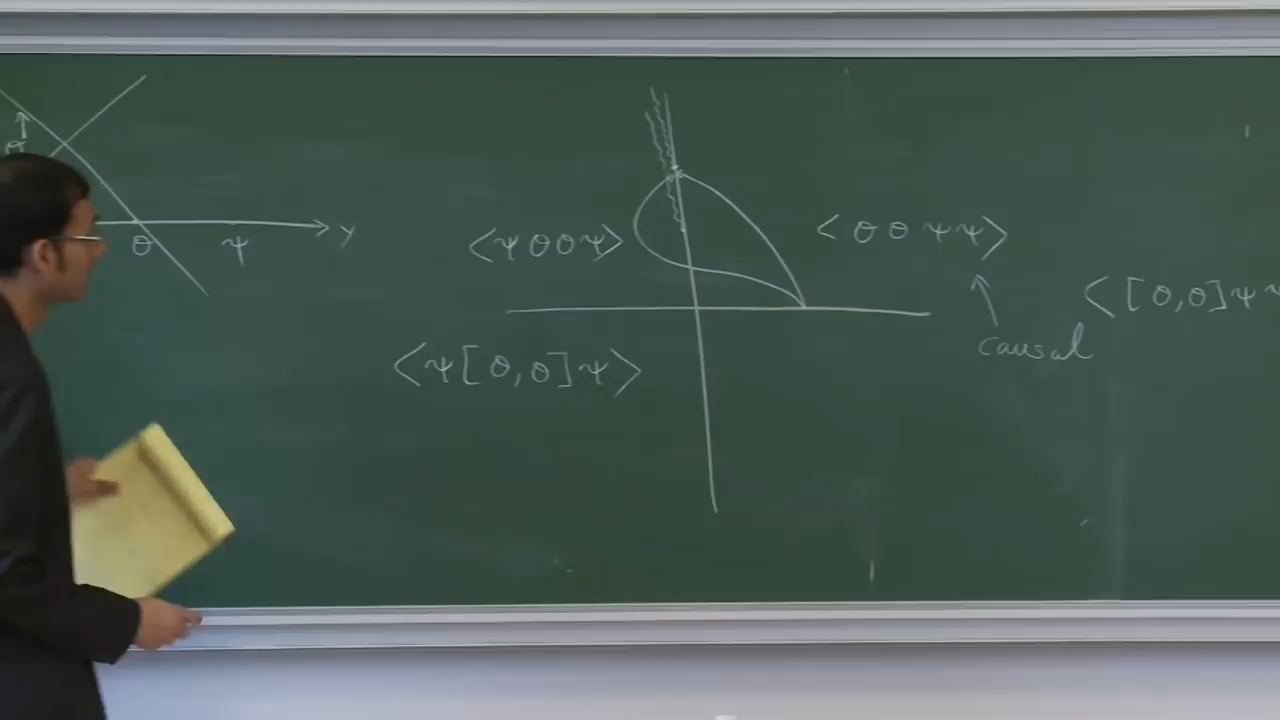 θ
θ ψ y
<ψ θ θ ψ>
<θ θ ψ ψ>
<[θ,θ]ψ ψ
causal
<ψ[θ,θ]ψ>